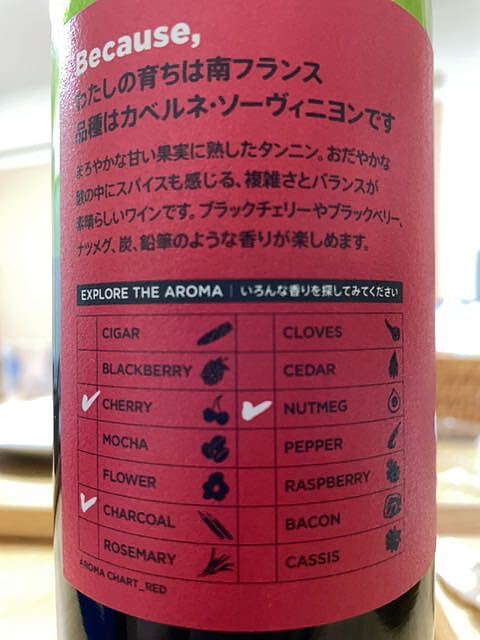 Because,
わたしの育ちは南フランス
品種はカベルネ・ソーヴィニヨンです
まろやかな甘い果実に熟したタンニン。おだやかな
酸の中にスパイスも感じる、複雑さとバランスが
素晴らしいワインです。ブラックチェリーやブラックベリー、
ナツメグ、炭、鉛筆のような香りが楽しめます。
EXPLORE THE AROMA | いろんな香りを探してみてください
CIGAR CLOVES
BLACKBERRY CEDAR
CHERRY NUTMEG
MOCHA PEPPER
FLOWER RASPBERRY
CHARCOAL BACON
ROSEMARY CASSIS
AROMA CHART_RED